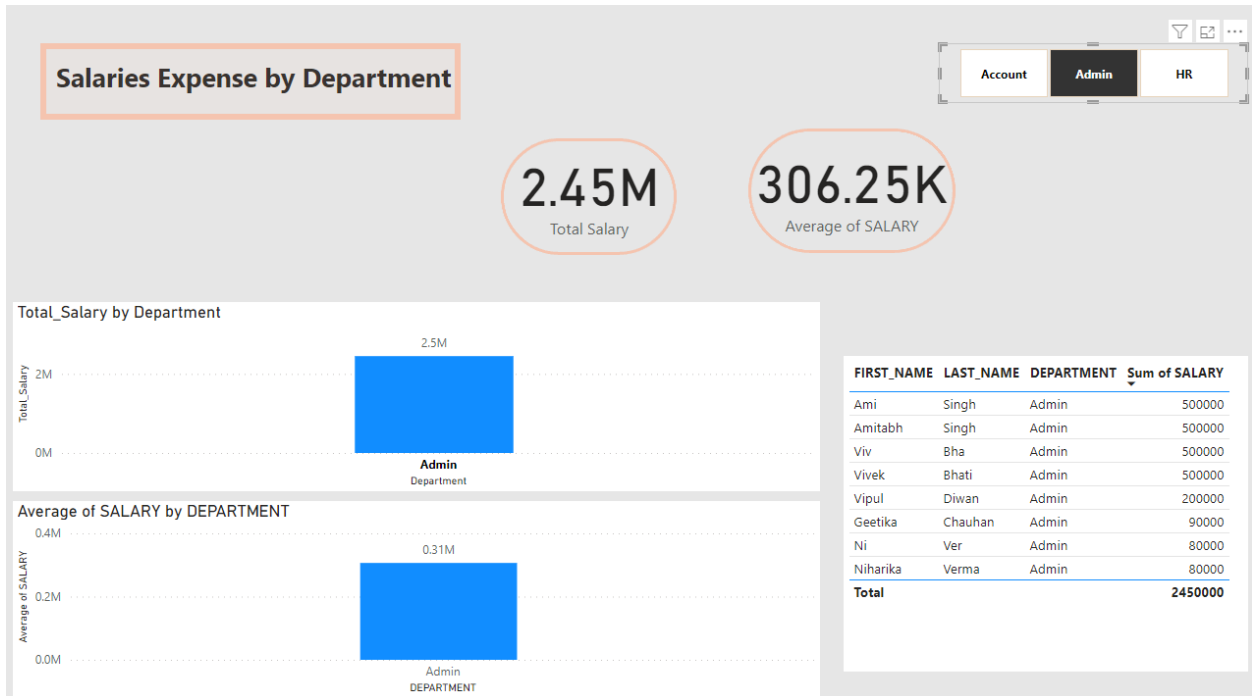 Salaries Expense by Department
Account Admin HR
2.45M
Total Salary
306.25K
Average of SALARY
Total_Salary by Department
Total_Salary
2M
0M
2.5M
Admin
Department
Average of SALARY by DEPARTMENT
Average of SALARY
0.4M
0.2M
0.0M
0.31M
Admin
DEPARTMENT
FIRST_NAME LAST_NAME DEPARTMENT Sum of SALARY
Ami Singh Admin 500000
Amitabh Singh Admin 500000
Viv Bha Admin 500000
Vivek Bhati Admin 500000
Vipul Diwan Admin 200000
Geetika Chauhan Admin 90000
Ni Ver Admin 80000
Niharika Verma Admin 80000
Total 2450000